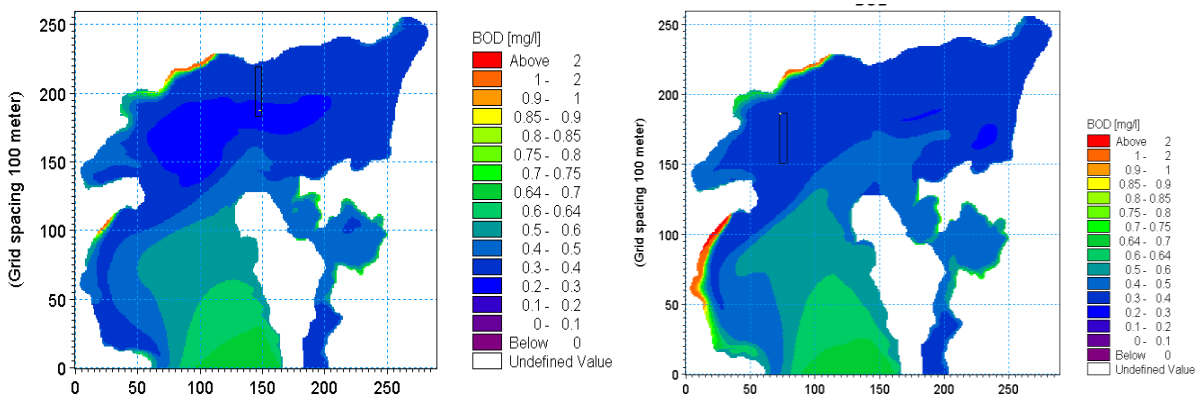 BOD [mg/l]
Above 2
1 - 2
0.9 - 1
0.85 - 0.9
0.8 - 0.85
0.75 - 0.8
0.7 - 0.75
0.64 - 0.7
0.6 - 0.64
0.5 - 0.6
0.4 - 0.5
0.3 - 0.4
0.2 - 0.3
0.1 - 0.2
0 - 0.1
Below 0
Undefined Value
(Grid spacing 100 meter)
250
200
150
100
50
0
0 50 100 150 200 250
BOD [mg/l]
Above 2
1 - 2
0.9 - 1
0.85 - 0.9
0.8 - 0.85
0.75 - 0.8
0.7 - 0.75
0.64 - 0.7
0.6 - 0.64
0.5 - 0.6
0.4 - 0.5
0.3 - 0.4
0.2 - 0.3
0.1 - 0.2
0 - 0.1
Below 0
Undefined Value
(Grid spacing 100 meter)
250
200
150
100
50
0
0 50 100 150 200 250